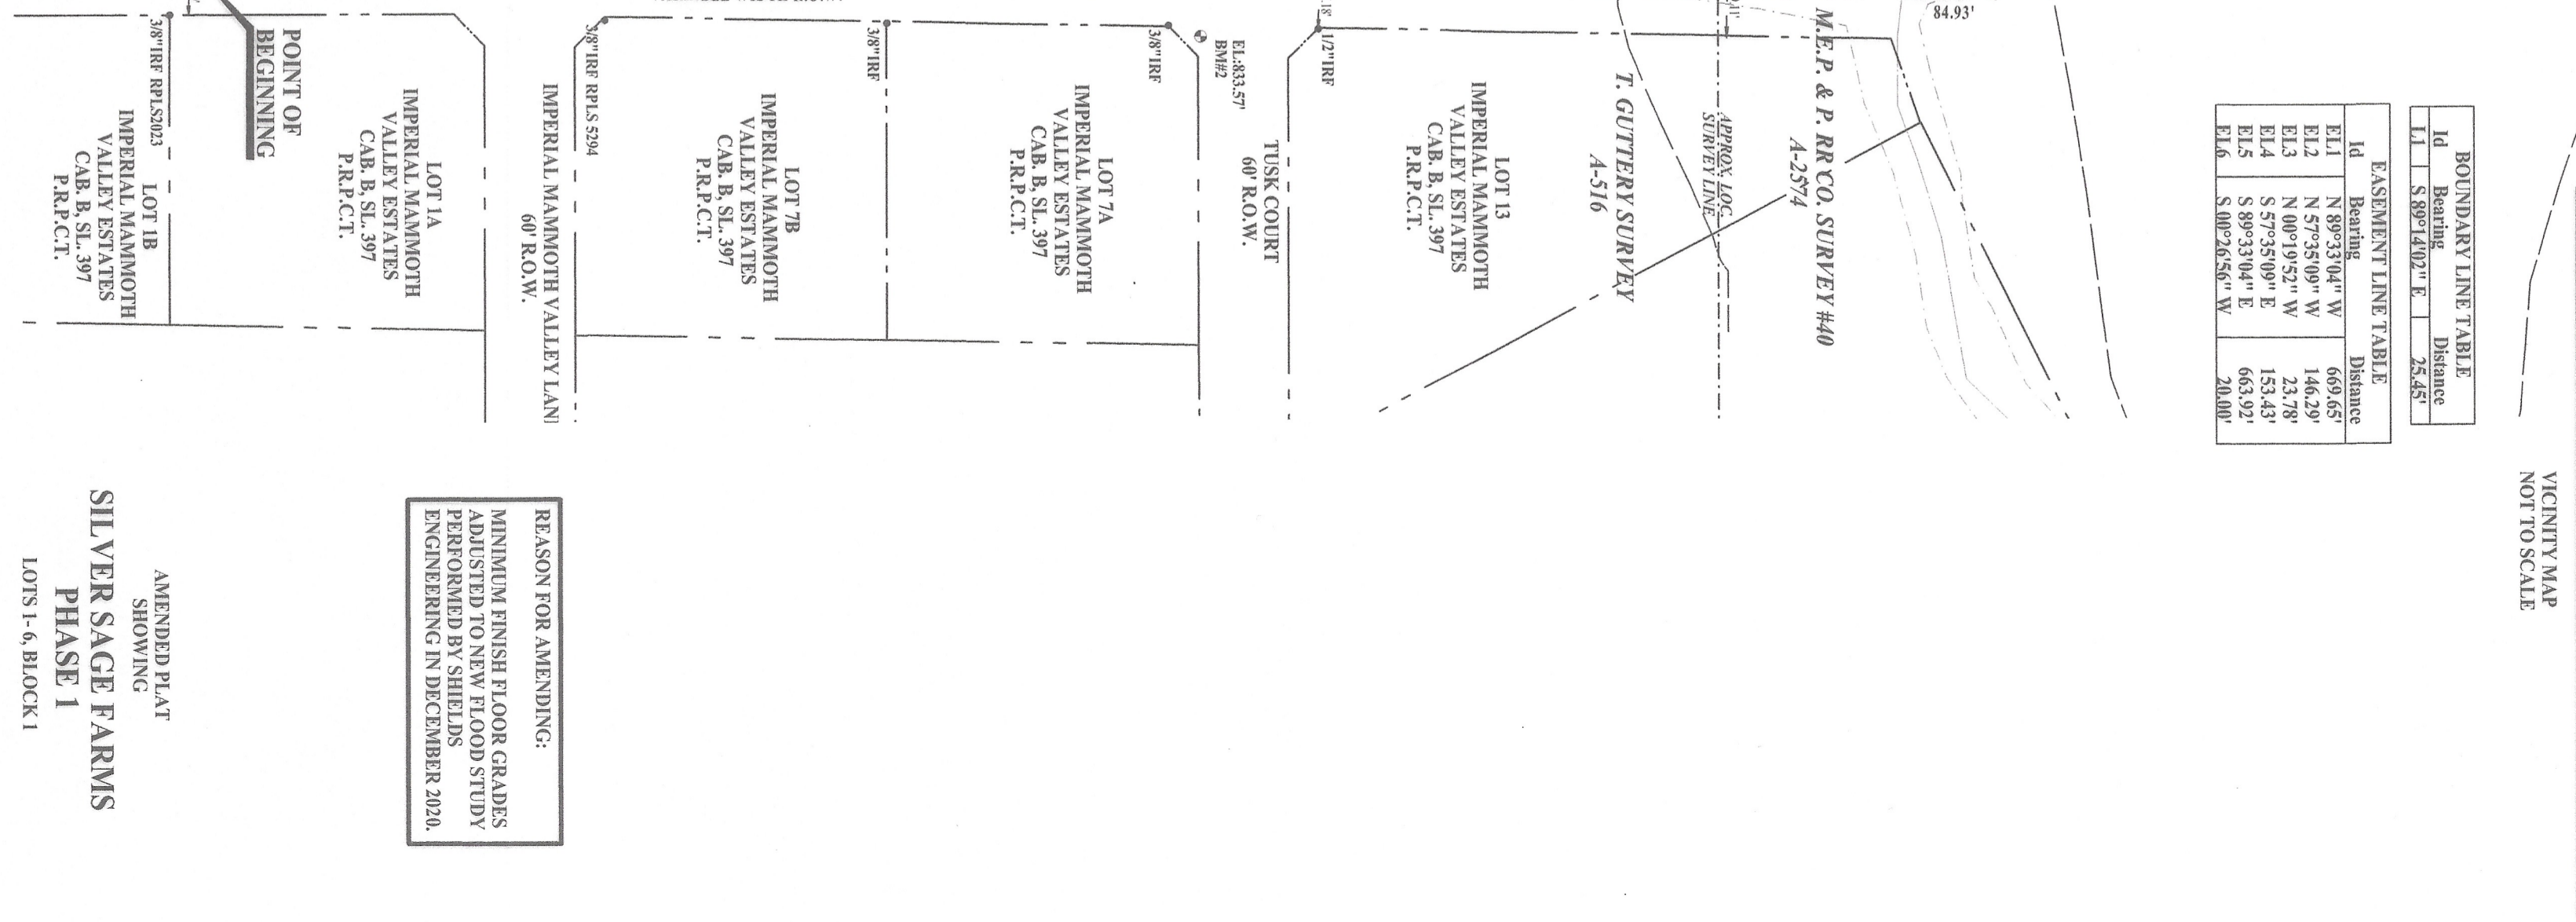 VICINITY MAP
NOT TO SCALE
BOUNDARY LINE TABLE
Id Bearing Distance
L1 S 89°14'02" E 25.45'
EASEMENT LINE TABLE
Id Bearing Distance
EL1 N 89°33'04" W 669.65'
EL2 N 57°35'09" W 146.29'
EL3 N 00°19'52" W 23.78'
EL4 S 57°35'09" E 153.43'
EL5 S 89°33'04" E 663.92'
EL6 S 00°26'56" W 20.00'
84.93'
M.E.P. & P. RR CO. SURVEY #40
A-2574
APPROX. LOC.
SURVEY LINE
T. GUTTERY SURVEY
A-516
LOT 13
IMPERIAL MAMMOTH
VALLEY ESTATES
CAB. B, SL. 397
P.R.P.C.T.
1/2"IRF
TUSK COURT
60' R.O.W.
EL:833.57'
BM#2
3/8"IRF
LOT 7A
IMPERIAL MAMMOTH
VALLEY ESTATES
CAB. B, SL. 397
P.R.P.C.T.
3/8"IRF
LOT 7B
IMPERIAL MAMMOTH
VALLEY ESTATES
CAB. B, SL. 397
P.R.P.C.T.
3/8"IRF RPLS 5294
IMPERIAL MAMMOTH VALLEY LAN
60' R.O.W.
LOT 1A
IMPERIAL MAMMOTH
VALLEY ESTATES
CAB. B, SL. 397
P.R.P.C.T.
POINT OF
BEGINNING
3/8"IRF RPLS2023
LOT 1B
IMPERIAL MAMMOTH
VALLEY ESTATES
CAB. B, SL. 397
P.R.P.C.T.
REASON FOR AMENDING:
MINIMUM FINISH FLOOR GRADES
ADJUSTED TO NEW FLOOD STUDY
PERFORMED BY SHIELDS
ENGINEERING IN DECEMBER 2020.
AMENDED PLAT
SHOWING
SILVER SAGE FARMS
PHASE 1
LOTS 1- 6, BLOCK 1